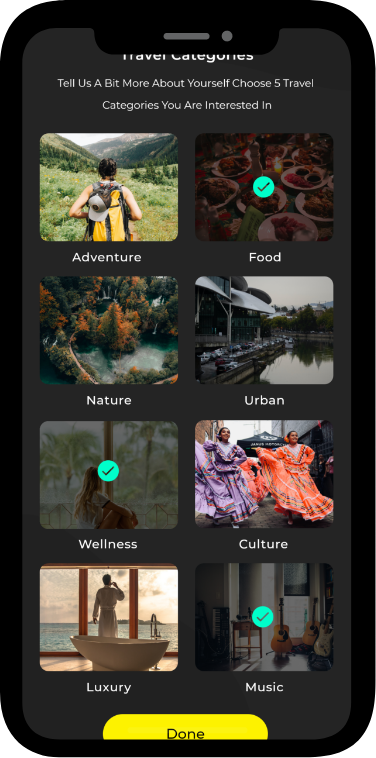 Travel Categories
Tell Us A Bit More About Yourself Choose 5 Travel
Categories You Are Interested In
Adventure
Food
Nature
Urban
Wellness
Culture
Luxury
Music
Done